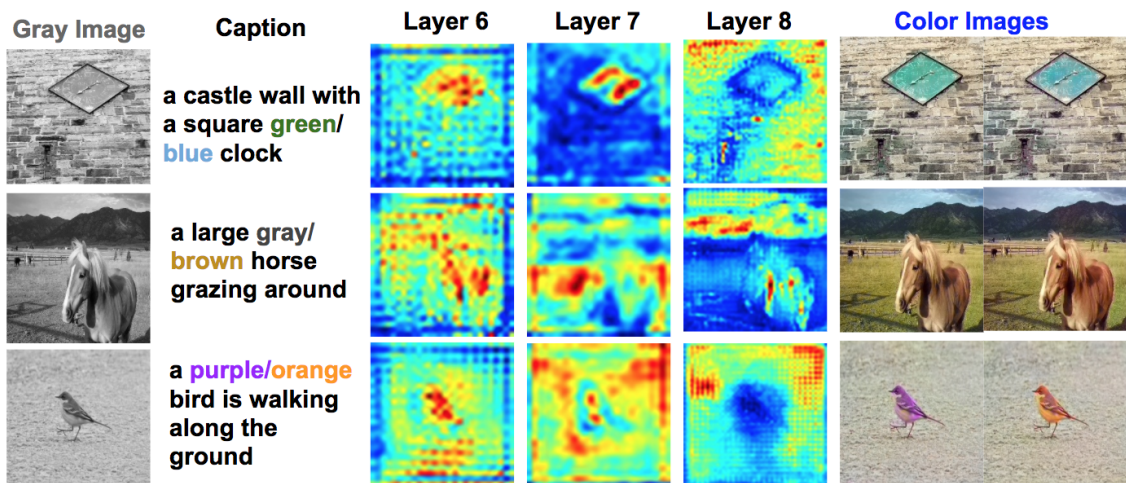 Gray Image
Caption
Layer 6
Layer 7
Layer 8
Color Images
a castle wall with
a square green/
blue clock
a large gray/
brown horse
grazing around
a purple/orange
bird is walking
along the
ground